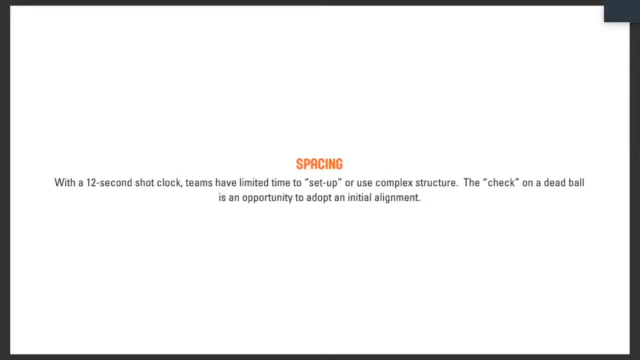 SPACING
With a 12-second shot clock, teams have limited time to “set-up” or use complex structure.  The “check” on a dead ball
is an opportunity to adopt an initial alignment.